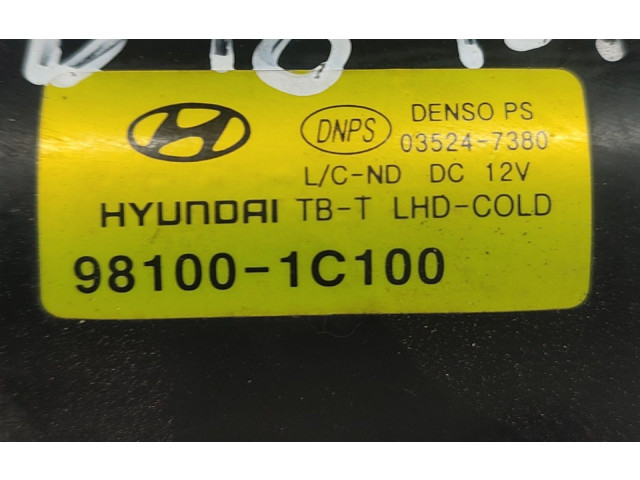 DENSO PS
DNPS 03524-7380
L/C-ND DC 12V
HYUNDAI TB-T LHD-COLD
98100-1C100